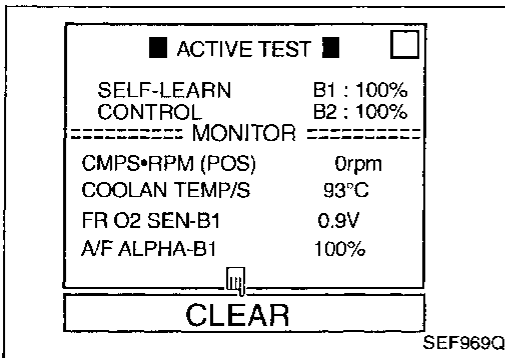 ■ ACTIVE TEST ■ □
SELF-LEARN B1 : 100%
CONTROL B2 : 100%
========= MONITOR =========
CMPS•RPM (POS) 0rpm
COOLAN TEMP/S 93°C
FR O2 SEN-B1 0.9V
A/F ALPHA-B1 100%
CLEAR
SEF969Q